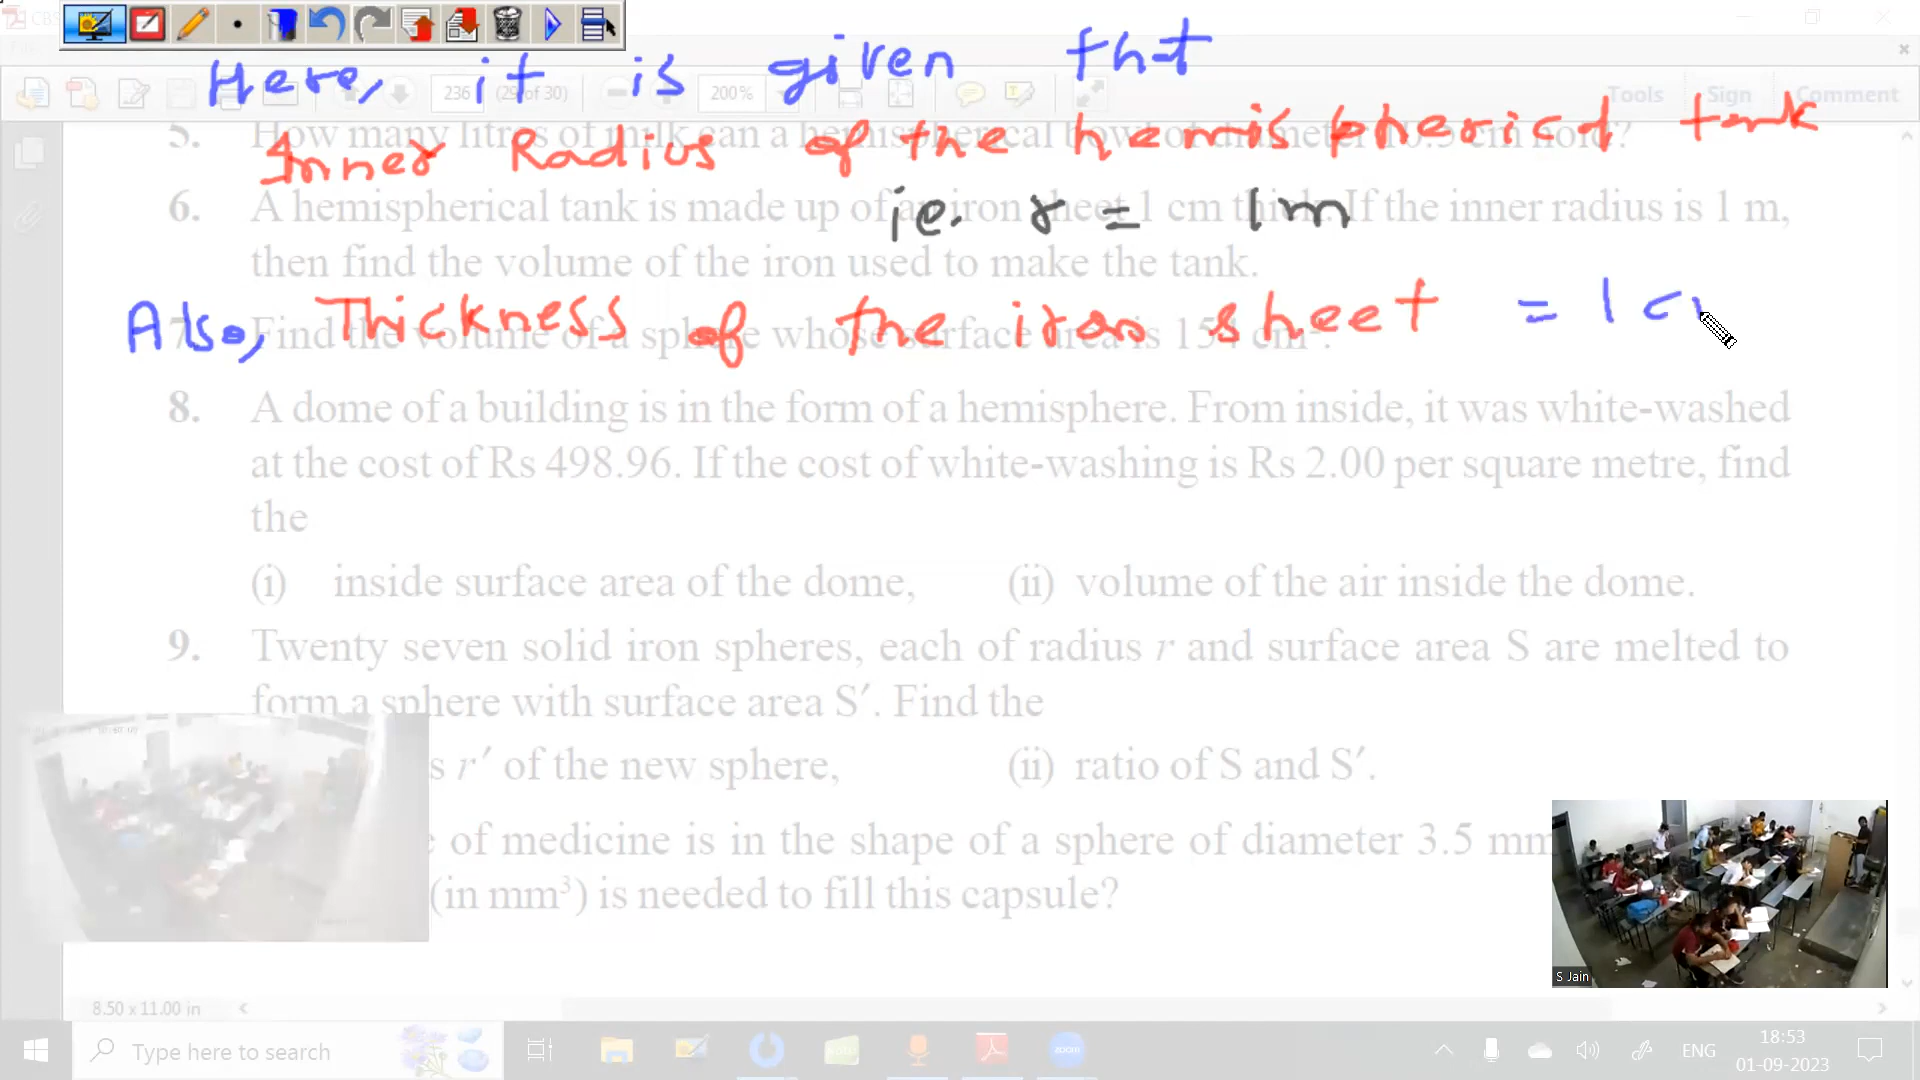 Here, it is given that
236 (29 of 30) 200% Tools Sign Comment
5. How many litres of milk can a hemispherical bowl of diameter 10.5 cm hold?
Inner Radius of the hemispherical tank
6. A hemispherical tank is made up of an iron sheet 1 cm thick. If the inner radius is 1 m,
ie. r = 1m
then find the volume of the iron used to make the tank.
Also, Thickness of the iron sheet = 1 c
7. Find the volume of a sphere whose surface area is 154 cm².
8. A dome of a building is in the form of a hemisphere. From inside, it was white-washed
at the cost of Rs 498.96. If the cost of white-washing is Rs 2.00 per square metre, find
the
(i) inside surface area of the dome, (ii) volume of the air inside the dome.
9. Twenty seven solid iron spheres, each of radius r and surface area S are melted to
form a sphere with surface area S′. Find the
s r′ of the new sphere, (ii) ratio of S and S′.
e of medicine is in the shape of a sphere of diameter 3.5 mm
(in mm³) is needed to fill this capsule?
S Jain
8.50 x 11.00 in
Type here to search
zoom
ENG
18:53
01-09-2023